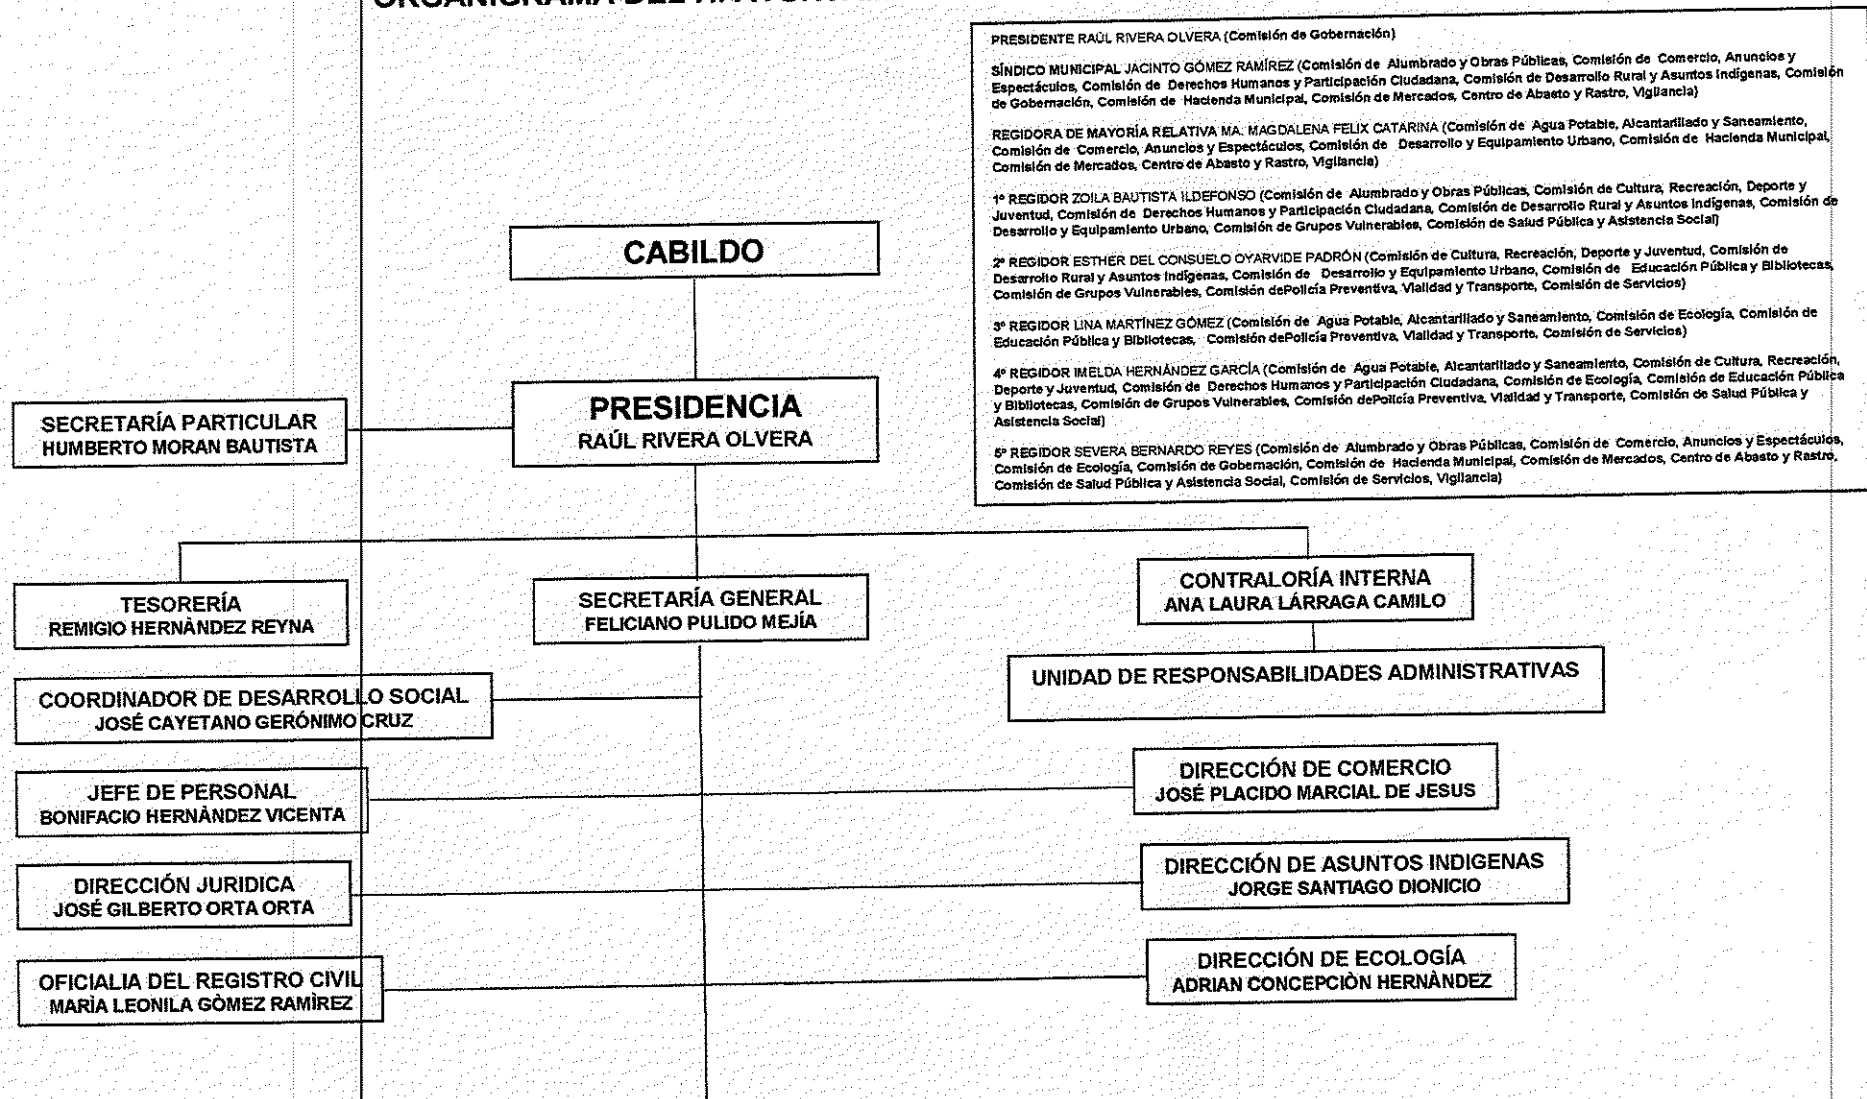 ORGANIGRAMA DEL H. AYUNTAMIENTO
PRESIDENTE RAÚL RIVERA OLVERA (Comisión de Gobernación)
SÍNDICO MUNICIPAL JACINTO GÓMEZ RAMÍREZ (Comisión de Alumbrado y Obras Públicas, Comisión de Comercio, Anuncios y
Espectáculos, Comisión de Derechos Humanos y Participación Ciudadana, Comisión de Desarrollo Rural y Asuntos Indígenas, Comisión
de Gobernación, Comisión de Hacienda Municipal, Comisión de Mercados, Centro de Abasto y Rastro, Vigilancia)
REGIDORA DE MAYORÍA RELATIVA MA. MAGDALENA FELIX CATARINA (Comisión de Agua Potable, Alcantarillado y Saneamiento,
Comisión de Comercio, Anuncios y Espectáculos, Comisión de Desarrollo y Equipamiento Urbano, Comisión de Hacienda Municipal,
Comisión de Mercados, Centro de Abasto y Rastro, Vigilancia)
1º REGIDOR ZOILA BAUTISTA ILDEFONSO (Comisión de Alumbrado y Obras Públicas, Comisión de Cultura, Recreación, Deporte y
Juventud, Comisión de Derechos Humanos y Participación Ciudadana, Comisión de Desarrollo Rural y Asuntos Indígenas, Comisión de
Desarrollo y Equipamiento Urbano, Comisión de Grupos Vulnerables, Comisión de Salud Pública y Asistencia Social)
2º REGIDOR ESTHER DEL CONSUELO OYARVIDE PADRÓN (Comisión de Cultura, Recreación, Deporte y Juventud, Comisión de
Desarrollo Rural y Asuntos Indígenas, Comisión de Desarrollo y Equipamiento Urbano, Comisión de Educación Pública y Bibliotecas,
Comisión de Grupos Vulnerables, Comisión dePolicía Preventiva, Vialidad y Transporte, Comisión de Servicios)
3º REGIDOR LINA MARTÍNEZ GÓMEZ (Comisión de Agua Potable, Alcantarillado y Saneamiento, Comisión de Ecología, Comisión de
Educación Pública y Bibliotecas, Comisión dePolicía Preventiva, Vialidad y Transporte, Comisión de Servicios)
4º REGIDOR IMELDA HERNÁNDEZ GARCÍA (Comisión de Agua Potable, Alcantarillado y Saneamiento, Comisión de Cultura, Recreación,
Deporte y Juventud, Comisión de Derechos Humanos y Participación Ciudadana, Comisión de Ecología, Comisión de Educación Pública
y Bibliotecas, Comisión de Grupos Vulnerables, Comisión dePolicía Preventiva, Vialidad y Transporte, Comisión de Salud Pública y
Asistencia Social)
5º REGIDOR SEVERA BERNARDO REYES (Comisión de Alumbrado y Obras Públicas, Comisión de Comercio, Anuncios y Espectáculos,
Comisión de Ecología, Comisión de Gobernación, Comisión de Hacienda Municipal, Comisión de Mercados, Centro de Abasto y Rastro,
Comisión de Salud Pública y Asistencia Social, Comisión de Servicios, Vigilancia)
CABILDO
PRESIDENCIA
RAÚL RIVERA OLVERA
SECRETARÍA PARTICULAR
HUMBERTO MORAN BAUTISTA
TESORERÍA
REMIGIO HERNÀNDEZ REYNA
SECRETARÍA GENERAL
FELICIANO PULIDO MEJÍA
CONTRALORÍA INTERNA
ANA LAURA LÁRRAGA CAMILO
UNIDAD DE RESPONSABILIDADES ADMINISTRATIVAS
COORDINADOR DE DESARROLLO SOCIAL
JOSÉ CAYETANO GERÓNIMO CRUZ
JEFE DE PERSONAL
BONIFACIO HERNÀNDEZ VICENTA
DIRECCIÓN DE COMERCIO
JOSÉ PLACIDO MARCIAL DE JESUS
DIRECCIÓN JURIDICA
JOSÉ GILBERTO ORTA ORTA
DIRECCIÓN DE ASUNTOS INDIGENAS
JORGE SANTIAGO DIONICIO
OFICIALIA DEL REGISTRO CIVIL
MARÌA LEONILA GÒMEZ RAMÌREZ
DIRECCIÓN DE ECOLOGÍA
ADRIAN CONCEPCIÒN HERNÀNDEZ